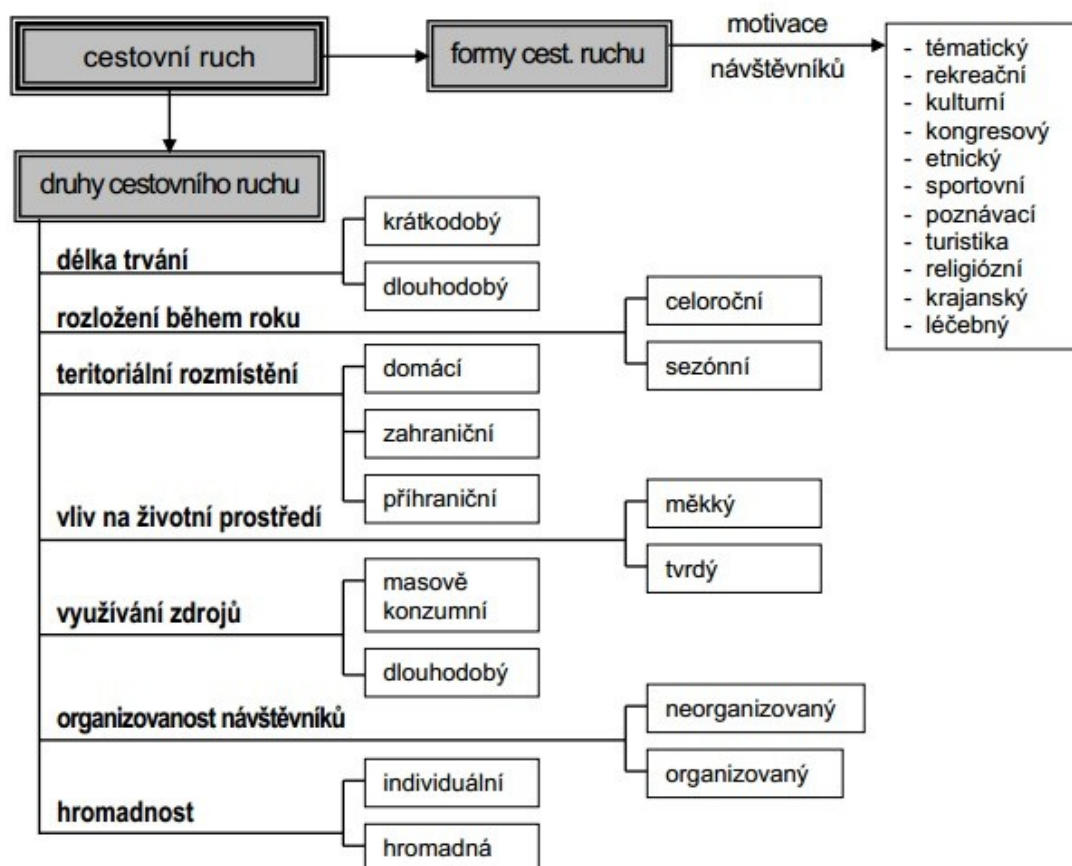 cestovní ruch
formy cest. ruchu
motivace
návštěvníků
- tématický
- rekreační
- kulturní
- kongresový
- etnický
- sportovní
- poznávací
- turistika
- religiózní
- krajanský
- léčebný
druhy cestovního ruchu
délka trvání
krátkodobý
dlouhodobý
rozložení během roku
celoroční
sezónní
teritoriální rozmístění
domácí
zahraniční
příhraniční
vliv na životní prostředí
měkký
tvrdý
využívání zdrojů
masově
konzumní
dlouhodobý
organizovanost návštěvníků
neorganizovaný
organizovaný
hromadnost
individuální
hromadná